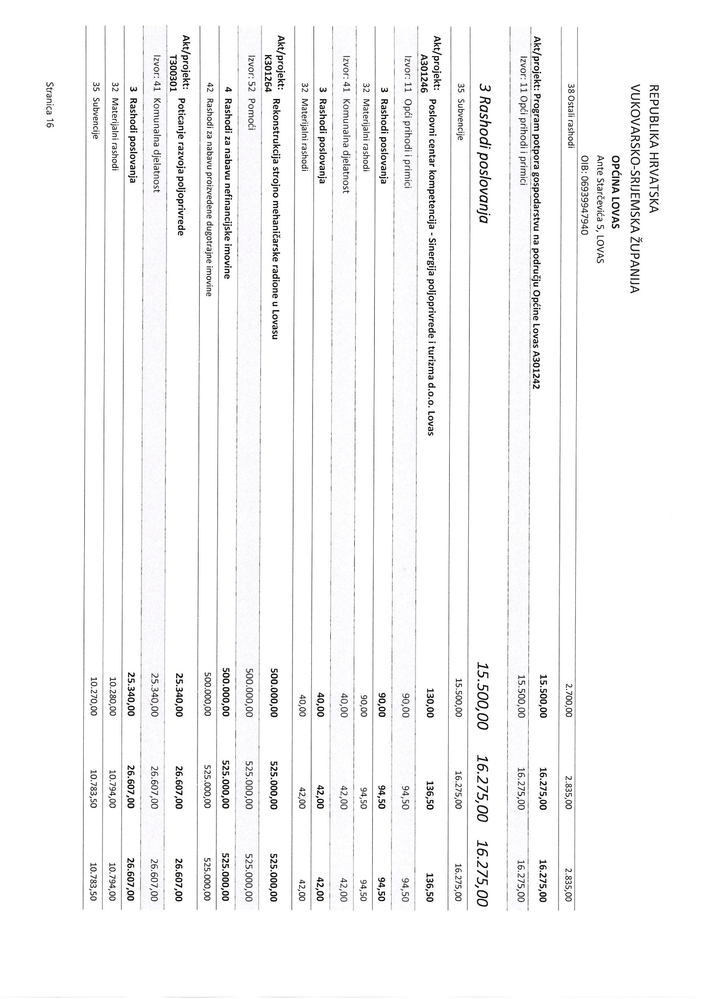 REPUBLIKA HRVATSKA
VUKOVARSKO-SRIJEMSKA ŽUPANIJA
OPĆINA LOVAS
Ante Starčevića 5, LOVAS
OIB: 06939947940
38 Ostali rashodi 2.700,00 2.835,00 2.835,00
Akt/projekt: Program potpora gospodarstvu na području Općine Lovas A301242 15.500,00 16.275,00 16.275,00
Izvor: 11 Opći prihodi i primici 15.500,00 16.275,00 16.275,00
3 Rashodi poslovanja 15.500,00 16.275,00 16.275,00
35 Subvencije 15.500,00 16.275,00 16.275,00
Akt/projekt: Poslovni centar kompetencija - Sinergija poljoprivrede i turizma d.o.o. Lovas 130,00 136,50 136,50
A301246
Izvor: 11 Opći prihodi i primici 90,00 94,50 94,50
3 Rashodi poslovanja 90,00 94,50 94,50
32 Materijalni rashodi 90,00 94,50 94,50
Izvor: 41 Komunalna djelatnost 40,00 42,00 42,00
3 Rashodi poslovanja 40,00 42,00 42,00
32 Materijalni rashodi 40,00 42,00 42,00
Akt/projekt: Rekonstrukcija strojno mehaničarske radione u Lovasu 500.000,00 525.000,00 525.000,00
K301264
Izvor: 52 Pomoći 500.000,00 525.000,00 525.000,00
4 Rashodi za nabavu nefinancijske imovine 500.000,00 525.000,00 525.000,00
42 Rashodi za nabavu proizvedene dugotrajne imovine 500.000,00 525.000,00 525.000,00
Akt/projekt: Poticanje razvoja poljoprivrede 25.340,00 26.607,00 26.607,00
T300301
Izvor: 41 Komunalna djelatnost 25.340,00 26.607,00 26.607,00
3 Rashodi poslovanja 25.340,00 26.607,00 26.607,00
32 Materijalni rashodi 10.280,00 10.794,00 10.794,00
35 Subvencije 10.270,00 10.783,50 10.783,50
Stranica 16